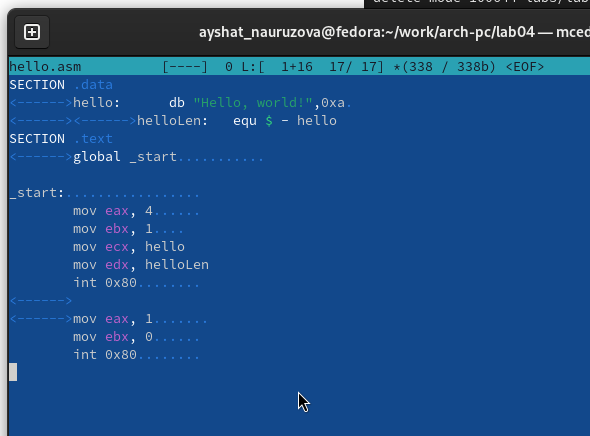 ayshat_nauruzova@fedora:~/work/arch-pc/lab04 — mced
hello.asm [----] 0 L:[ 1+16 17/ 17] *(338 / 338b) <EOF>
SECTION .data
<------>hello: db "Hello, world!",0xa.
<------><------>helloLen: equ $ - hello
SECTION .text
<------>global _start...........
_start:.................
mov eax, 4......
mov ebx, 1....
mov ecx, hello
mov edx, helloLen
int 0x80........
<------>
<------>mov eax, 1.......
mov ebx, 0......
int 0x80........